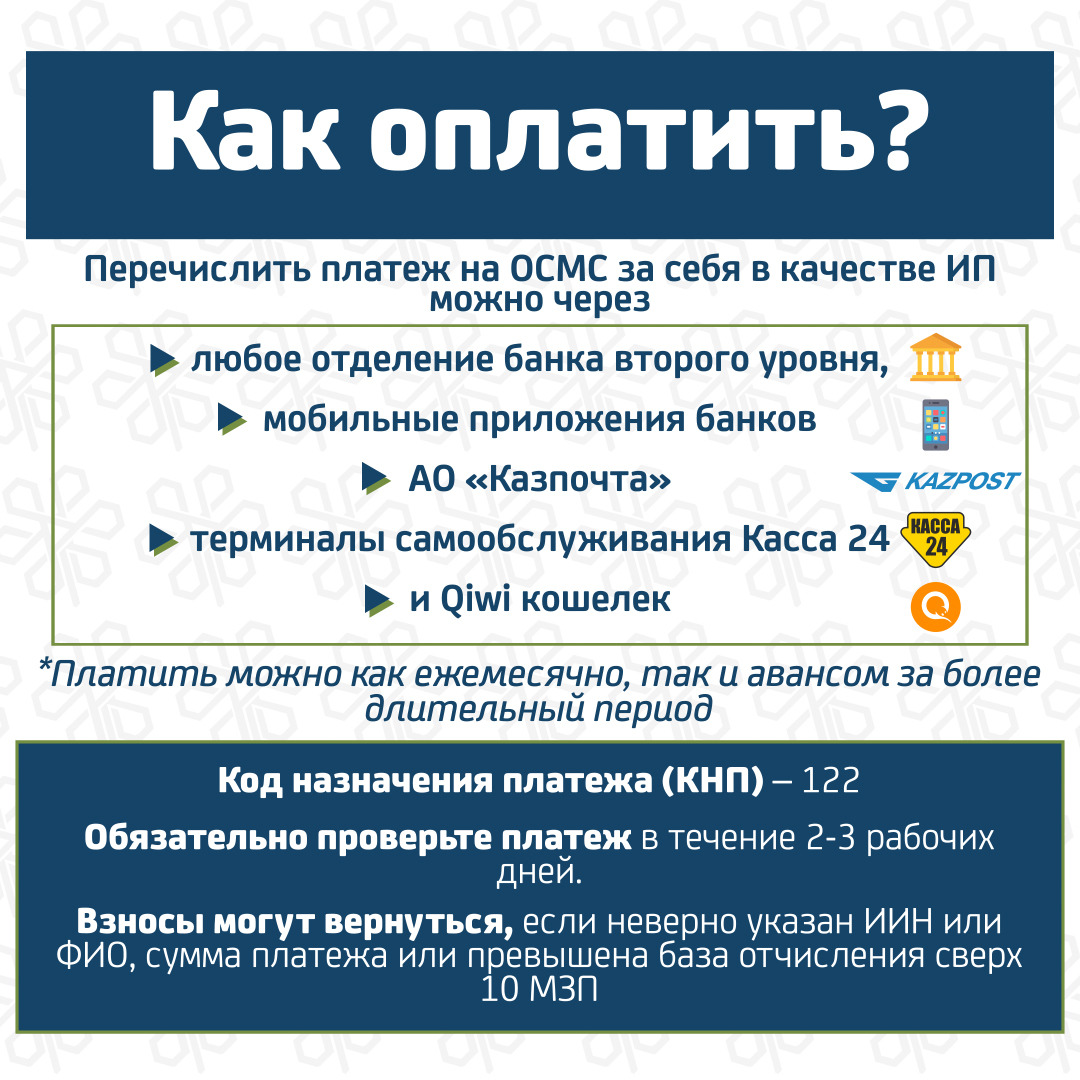 Как оплатить?
Перечислить платеж на ОСМС за себя в качестве ИП
можно через
любое отделение банка второго уровня,
мобильные приложения банков
АО «Казпочта»
KAZPOST
терминалы самообслуживания Касса 24
КАССА
24
и Qiwi кошелек
*Платить можно как ежемесячно, так и авансом за более
длительный период
Код назначения платежа (КНП) – 122
Обязательно проверьте платеж в течение 2-3 рабочих
дней.
Взносы могут вернуться, если неверно указан ИИН или
ФИО, сумма платежа или превышена база отчисления сверх
10 МЗП